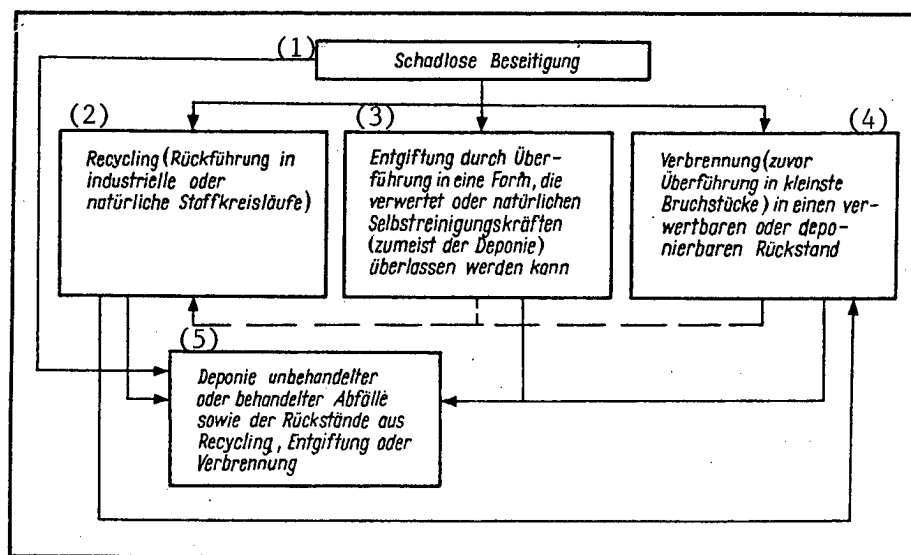 (1)
Schadlose Beseitigung
(2)
Recycling (Rückführung in
industrielle oder
natürliche Stoffkreisläufe)
(3)
Entgiftung durch Über-
führung in eine Form, die
verwertet oder natürlichen
Selbstreinigungskräften
(zumeist der Deponie)
überlassen werden kann
(4)
Verbrennung (zuvor
Überführung in kleinste
Bruchstücke) in einen ver-
wertbaren oder depo-
nierbaren Rückstand
(5)
Deponie unbehandelter
oder behandelter Abfälle
sowie der Rückstände aus
Recycling, Entgiftung oder
Verbrennung